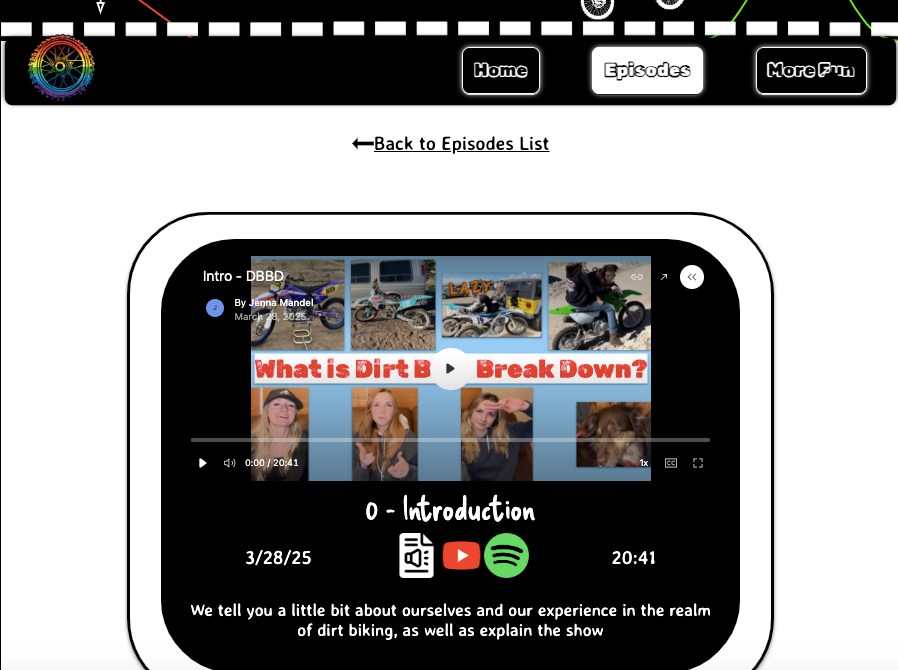 Home
Episodes
More Fun
Back to Episodes List
Intro - DBBD
J
By Jenna Mandel
March 28, 2025
LAZY
What is Dirt B Break Down?
0:00 / 20:41
1x
CC
0 - Introduction
3/28/25
20:41
We tell you a little bit about ourselves and our experience in the realm
of dirt biking, as well as explain the show